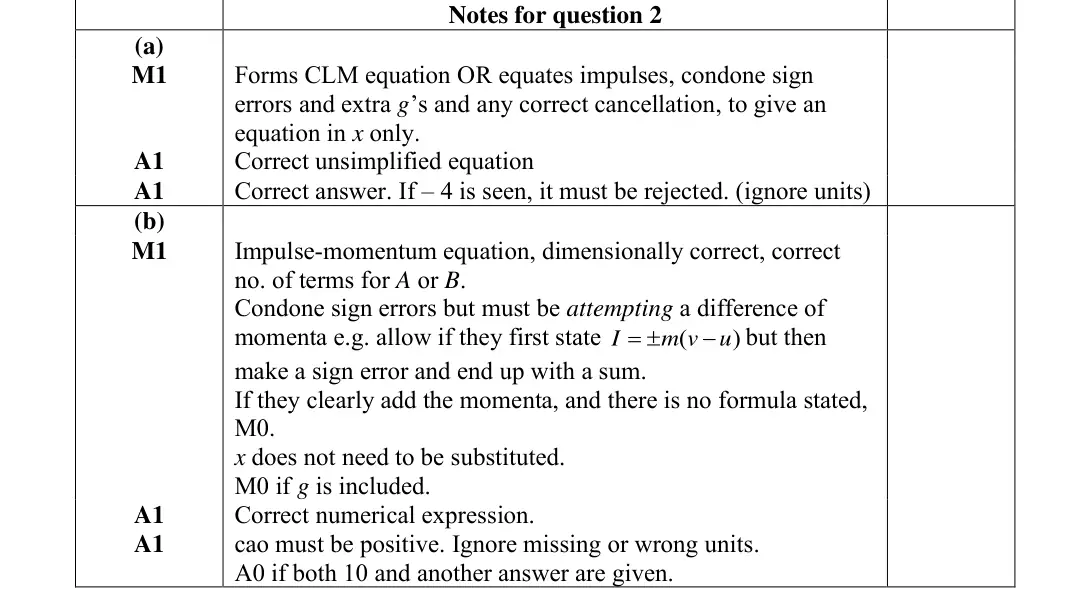 Notes for question 2
(a)
M1 Forms CLM equation OR equates impulses, condone sign
errors and extra g’s and any correct cancellation, to give an
equation in x only.
A1 Correct unsimplified equation
A1 Correct answer. If – 4 is seen, it must be rejected. (ignore units)
(b)
M1 Impulse-momentum equation, dimensionally correct, correct
no. of terms for A or B.
Condone sign errors but must be attempting a difference of
momenta e.g. allow if they first state I = ±m(v – u) but then
make a sign error and end up with a sum.
If they clearly add the momenta, and there is no formula stated,
M0.
x does not need to be substituted.
M0 if g is included.
A1 Correct numerical expression.
A1 cao must be positive. Ignore missing or wrong units.
A0 if both 10 and another answer are given.